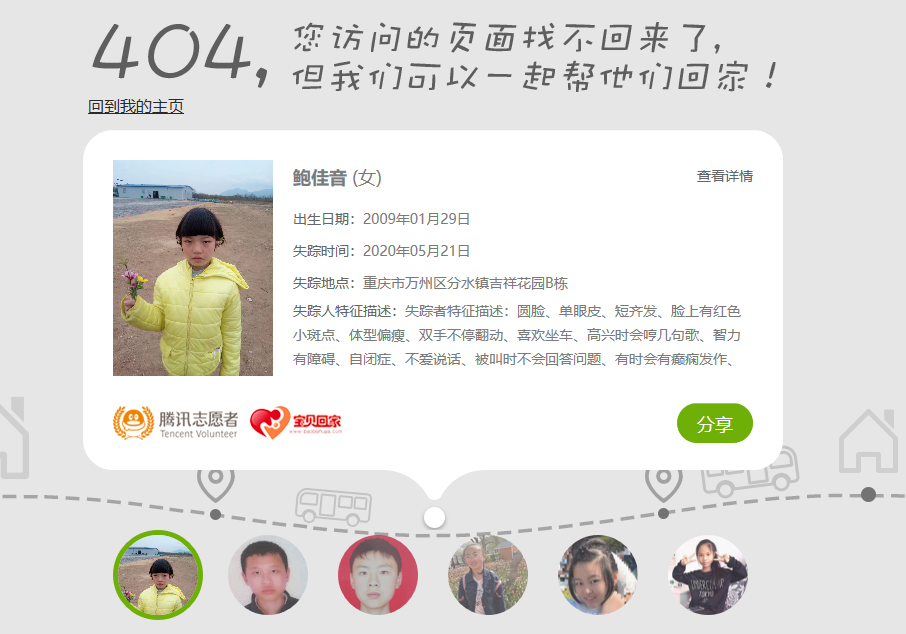 404,
您访问的页面找不回来了,
但我们可以一起帮他们回家!
回到我的主页
鲍佳音 (女)
查看详情
出生日期：2009年01月29日
失踪时间：2020年05月21日
失踪地点：重庆市万州区分水镇吉祥花园B栋
失踪人特征描述：失踪者特征描述：圆脸、单眼皮、短齐发、脸上有红色
小斑点、体型偏瘦、双手不停翻动、喜欢坐车、高兴时会哼几句歌、智力
有障碍、自闭症、不爱说话、被叫时不会回答问题、有时会有癫痫发作、
腾讯志愿者
Tencent Volunteer
宝贝回家
分享
UNDERCOLOR